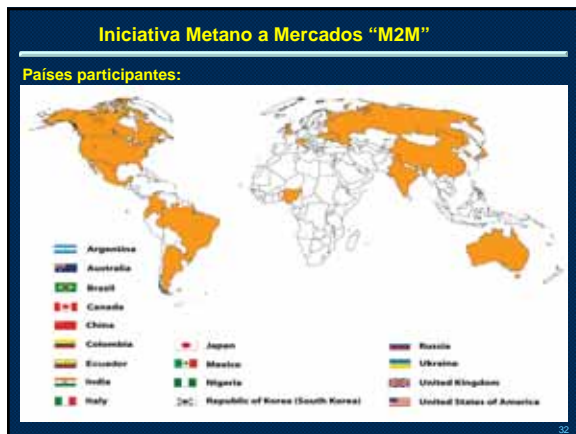 Iniciativa Metano a Mercados “M2M”
Países participantes:
Argentina
Australia
Brazil
Canada
China
Colombia
Ecuador
India
Italy
Japan
Mexico
Nigeria
Republic of Korea (South Korea)
Russia
Ukraine
United Kingdom
United States of America
32